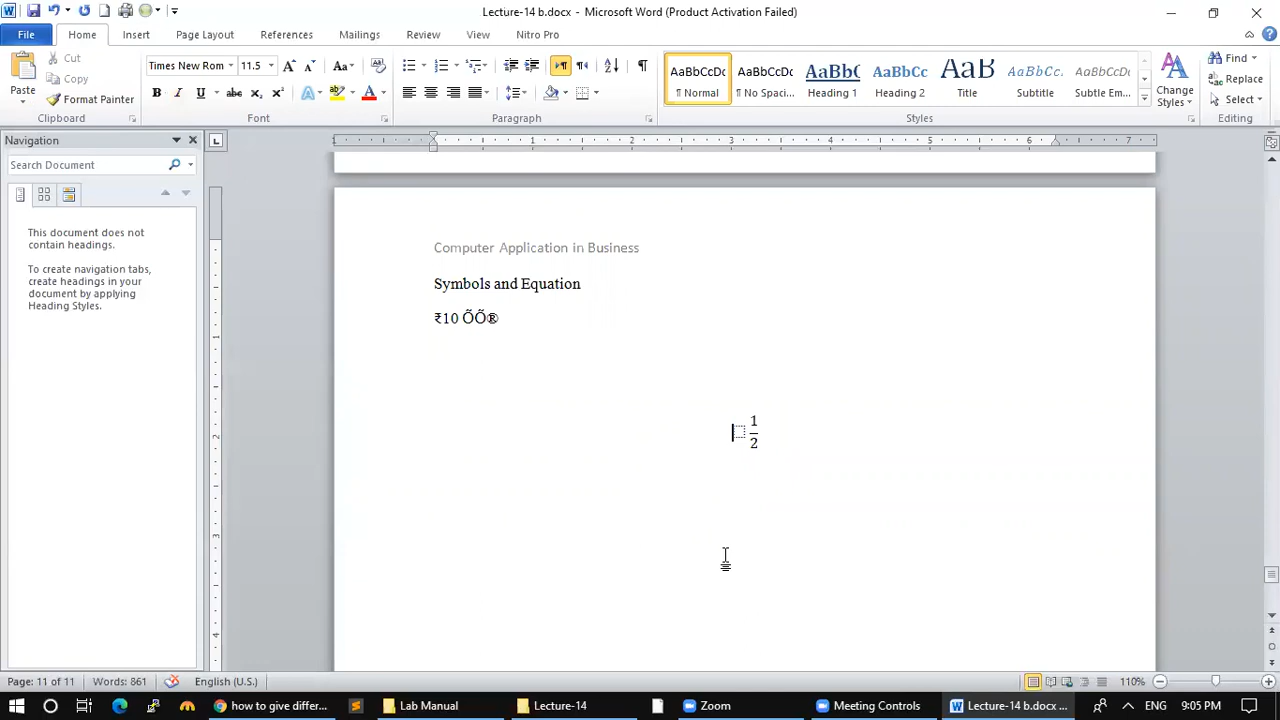 Lecture-14 b.docx - Microsoft Word (Product Activation Failed)
File Home Insert Page Layout References Mailings Review View Nitro Pro
Paste
Cut
Copy
Format Painter
Clipboard
Times New Rom 11.5
Font
Paragraph
AaBbCcDc ¶ Normal
AaBbCcDc ¶ No Spaci...
AaBbC Heading 1
AaBbCc Heading 2
AaB Title
AaBbCc. Subtitle
AaBbCcDc Subtle Em...
Change Styles
Styles
Find
Replace
Select
Editing
Navigation
Search Document
This document does not
contain headings.
To create navigation tabs,
create headings in your
document by applying
Heading Styles.
Computer Application in Business
Symbols and Equation
₹10 ŐŐ®
1
2
Page: 11 of 11 Words: 861 English (U.S.) 110%
how to give differ... Lab Manual Lecture-14 Zoom Meeting Controls Lecture-14 b.docx ... ENG 9:05 PM